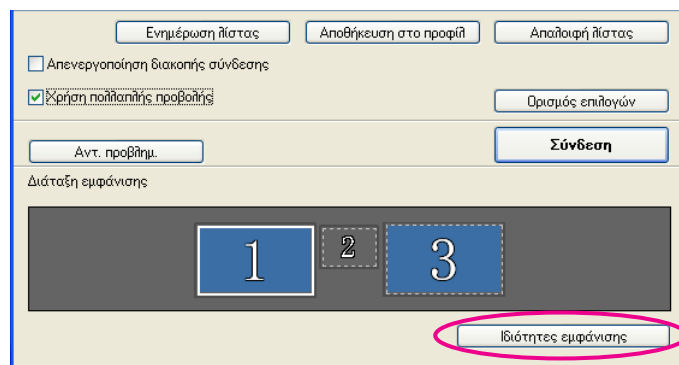 Ενημέρωση λίστας Αποθήκευση στο προφίλ Απαλοιφή λίστας
Απενεργοποίηση διακοπής σύνδεσης
Χρήση πολλαπλής προβολής
Ορισμός επιλογών
Αντ. προβλημ. Σύνδεση
Διάταξη εμφάνισης
1 2 3
Ιδιότητες εμφάνισης